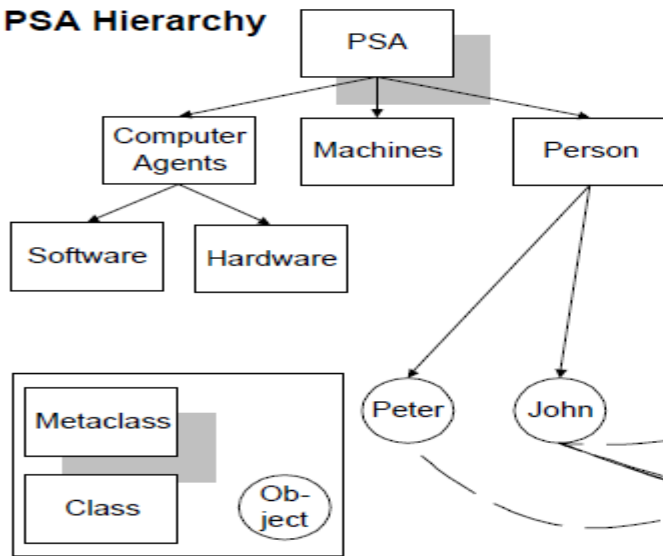 PSA Hierarchy
PSA
Computer
Agents
Machines
Person
Software
Hardware
Peter
John
Metaclass
Class
Ob-
ject